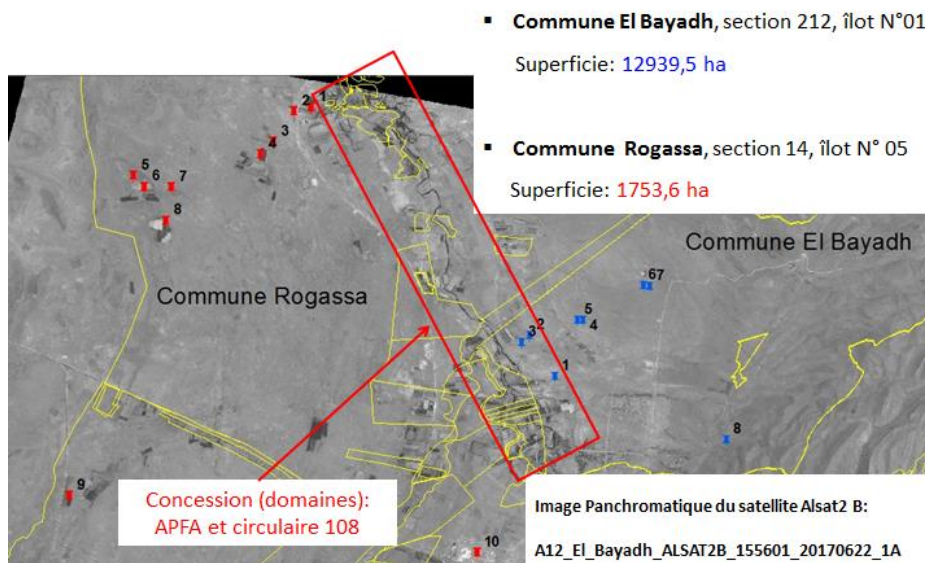 ▪ Commune El Bayadh, section 212, îlot N°01
Superficie: 12939,5 ha
▪ Commune Rogassa, section 14, îlot N° 05
Superficie: 1753,6 ha
1
2
3
4
5
6
7
8
Commune Rogassa
Commune El Bayadh
67
5
4
2
3
1
8
9
10
Concession (domaines):
APFA et circulaire 108
Image Panchromatique du satellite Alsat2 B:
A12_El_Bayadh_ALSAT2B_155601_20170622_1A